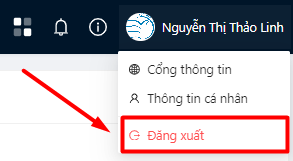 Nguyễn Thị Thảo Linh
Cổng thông tin
Thông tin cá nhân
Đăng xuất